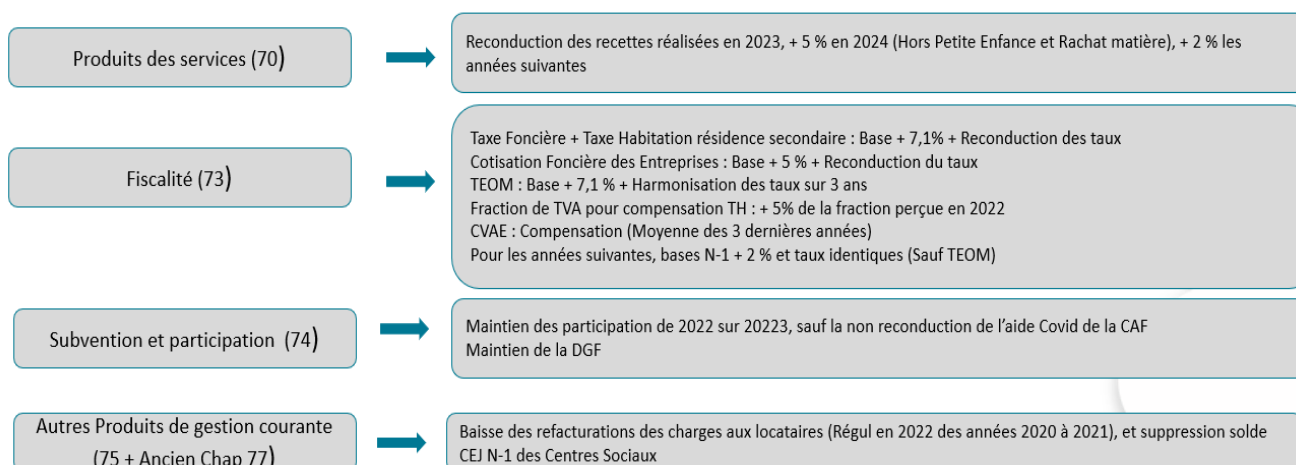 Produits des services (70)
Reconduction des recettes réalisées en 2023, + 5 % en 2024 (Hors Petite Enfance et Rachat matière), + 2 % les
années suivantes
Fiscalité (73)
Taxe Foncière + Taxe Habitation résidence secondaire : Base + 7,1% + Reconduction des taux
Cotisation Foncière des Entreprises : Base + 5 % + Reconduction du taux
TEOM : Base + 7,1 % + Harmonisation des taux sur 3 ans
Fraction de TVA pour compensation TH : + 5% de la fraction perçue en 2022
CVAE : Compensation (Moyenne des 3 dernières années)
Pour les années suivantes, bases N-1 + 2 % et taux identiques (Sauf TEOM)
Subvention et participation (74)
Maintien des participation de 2022 sur 20223, sauf la non reconduction de l'aide Covid de la CAF
Maintien de la DGF
Autres Produits de gestion courante
(75 + Ancien Chap 77)
Baisse des refacturations des charges aux locataires (Régul en 2022 des années 2020 à 2021), et suppression solde
CEJ N-1 des Centres Sociaux